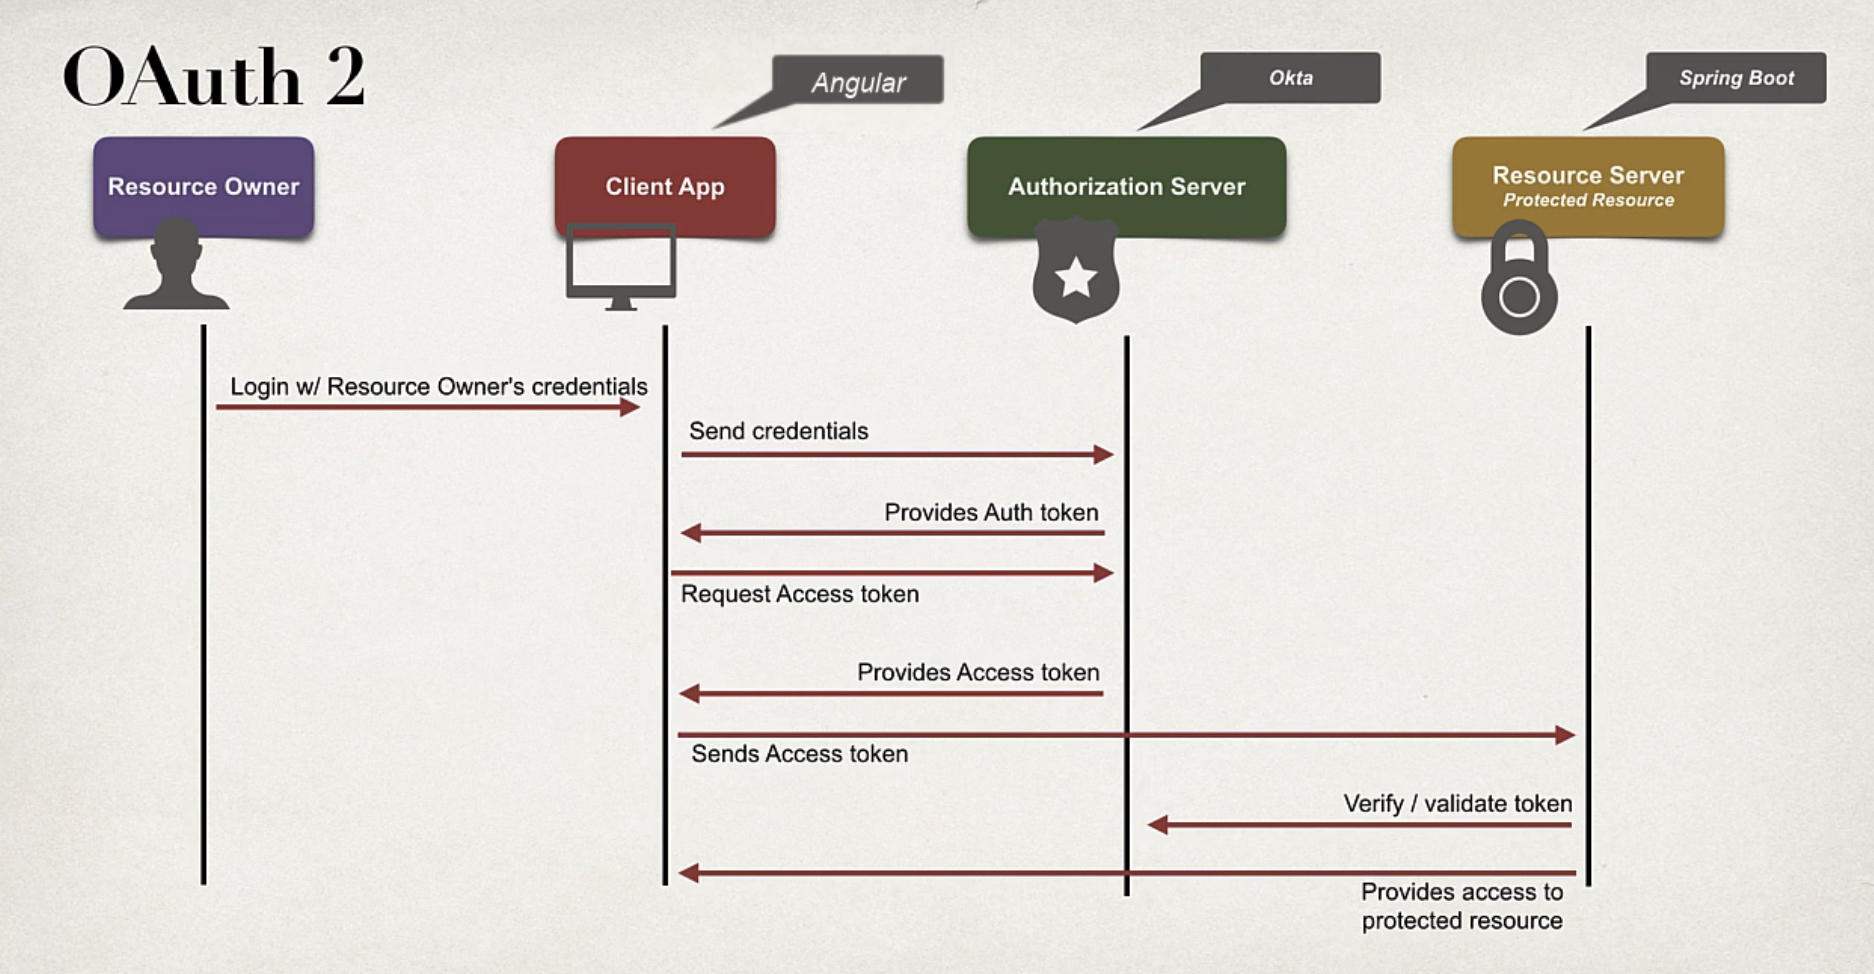 OAuth 2
Angular
Okta
Spring Boot
Resource Owner
Client App
Authorization Server
Resource Server
Protected Resource
Login w/ Resource Owner's credentials
Send credentials
Provides Auth token
Request Access token
Provides Access token
Sends Access token
Verify / validate token
Provides access to
protected resource